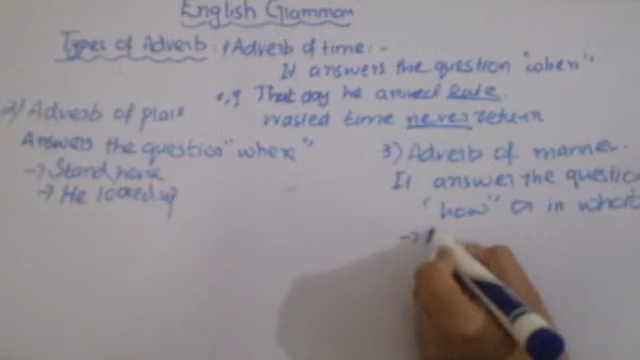 English Grammar
Types of Adverb :- 1) Adverb of time :-
It answers the question "when"
e.g That day he arrived late.
wasted time never return
2) Adverb of place
Answers the question "where"
→ Stand here
→ He looked up
3) Adverb of manner.
It answer the question
"how" or in what
→